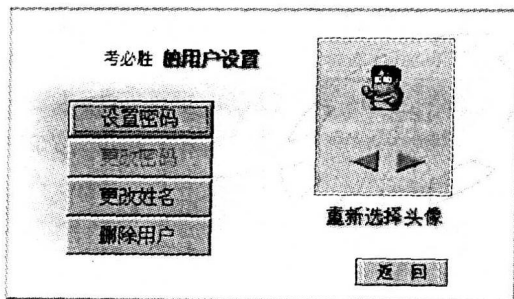 考必胜 的用户设置
设置密码
更改密码
更改姓名
删除用户
重新选择头像
返 回